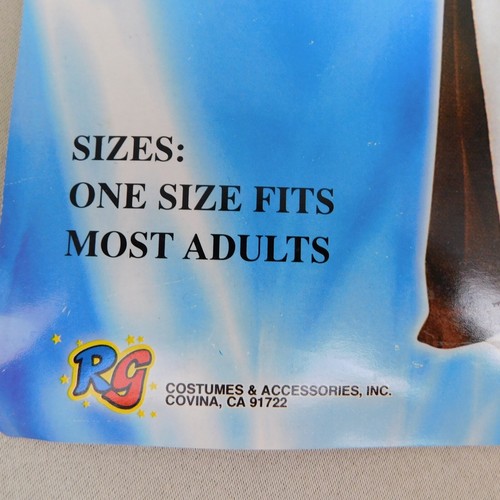 SIZES:
ONE SIZE FITS
MOST ADULTS
RG
COSTUMES & ACCESSORIES, INC.
COVINA, CA 91722